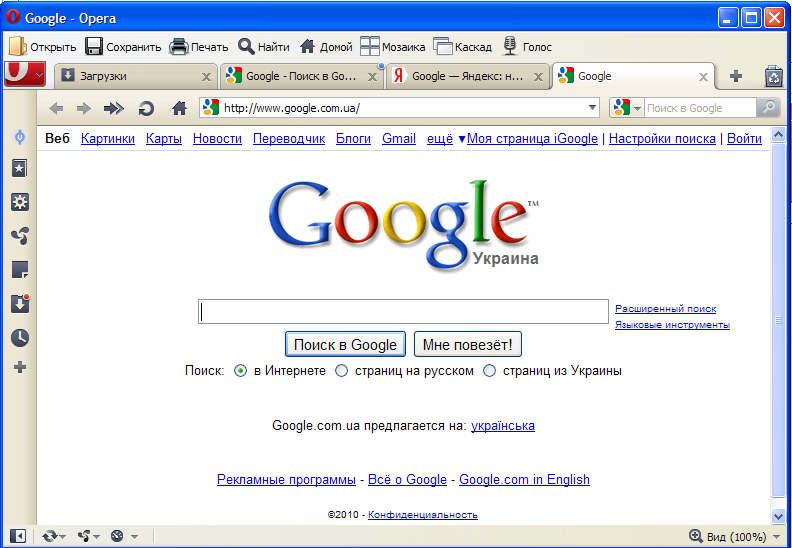 Google - Opera
Открыть Сохранить Печать Найти Домой Мозаика Каскад Голос
Загрузки Google - Поиск в Go... Google — Яндекс: н... Google
http://www.google.com.ua/ Поиск в Google
Веб Картинки Карты Новости Переводчик Блоги Gmail ещё ▼ Моя страница iGoogle | Настройки поиска | Войти
Google™
Украина
Расширенный поиск
Языковые инструменты
Поиск в Google Мне повезёт!
Поиск: в Интернете страниц на русском страниц из Украины
Google.com.ua предлагается на: українська
Рекламные программы - Всё о Google - Google.com in English
©2010 - Конфиденциальность
Вид (100%)